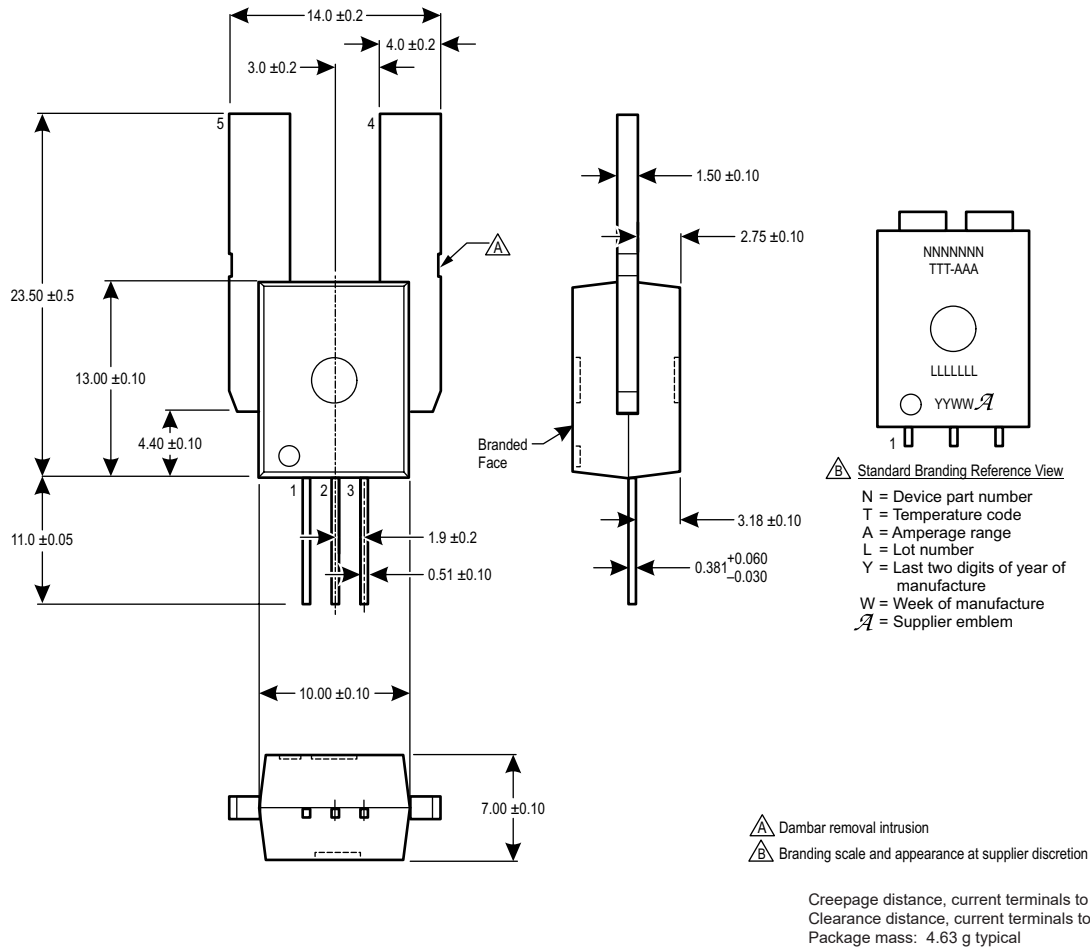 14.0 ±0.2
4.0 ±0.2
3.0 ±0.2
5
4
A
23.50 ±0.5
13.00 ±0.10
4.40 ±0.10
1
2
3
11.0 ±0.05
1.9 ±0.2
0.51 ±0.10
10.00 ±0.10
7.00 ±0.10
1.50 ±0.10
2.75 ±0.10
Branded
Face
3.18 ±0.10
0.381 +0.060
–0.030
NNNNNNN
TTT-AAA
LLLLLLL
YYWW A
1
B Standard Branding Reference View
N = Device part number
T = Temperature code
A = Amperage range
L = Lot number
Y = Last two digits of year of
manufacture
W = Week of manufacture
A = Supplier emblem
A Dambar removal intrusion
B Branding scale and appearance at supplier discretion
Creepage distance, current terminals to
Clearance distance, current terminals to
Package mass: 4.63 g typical